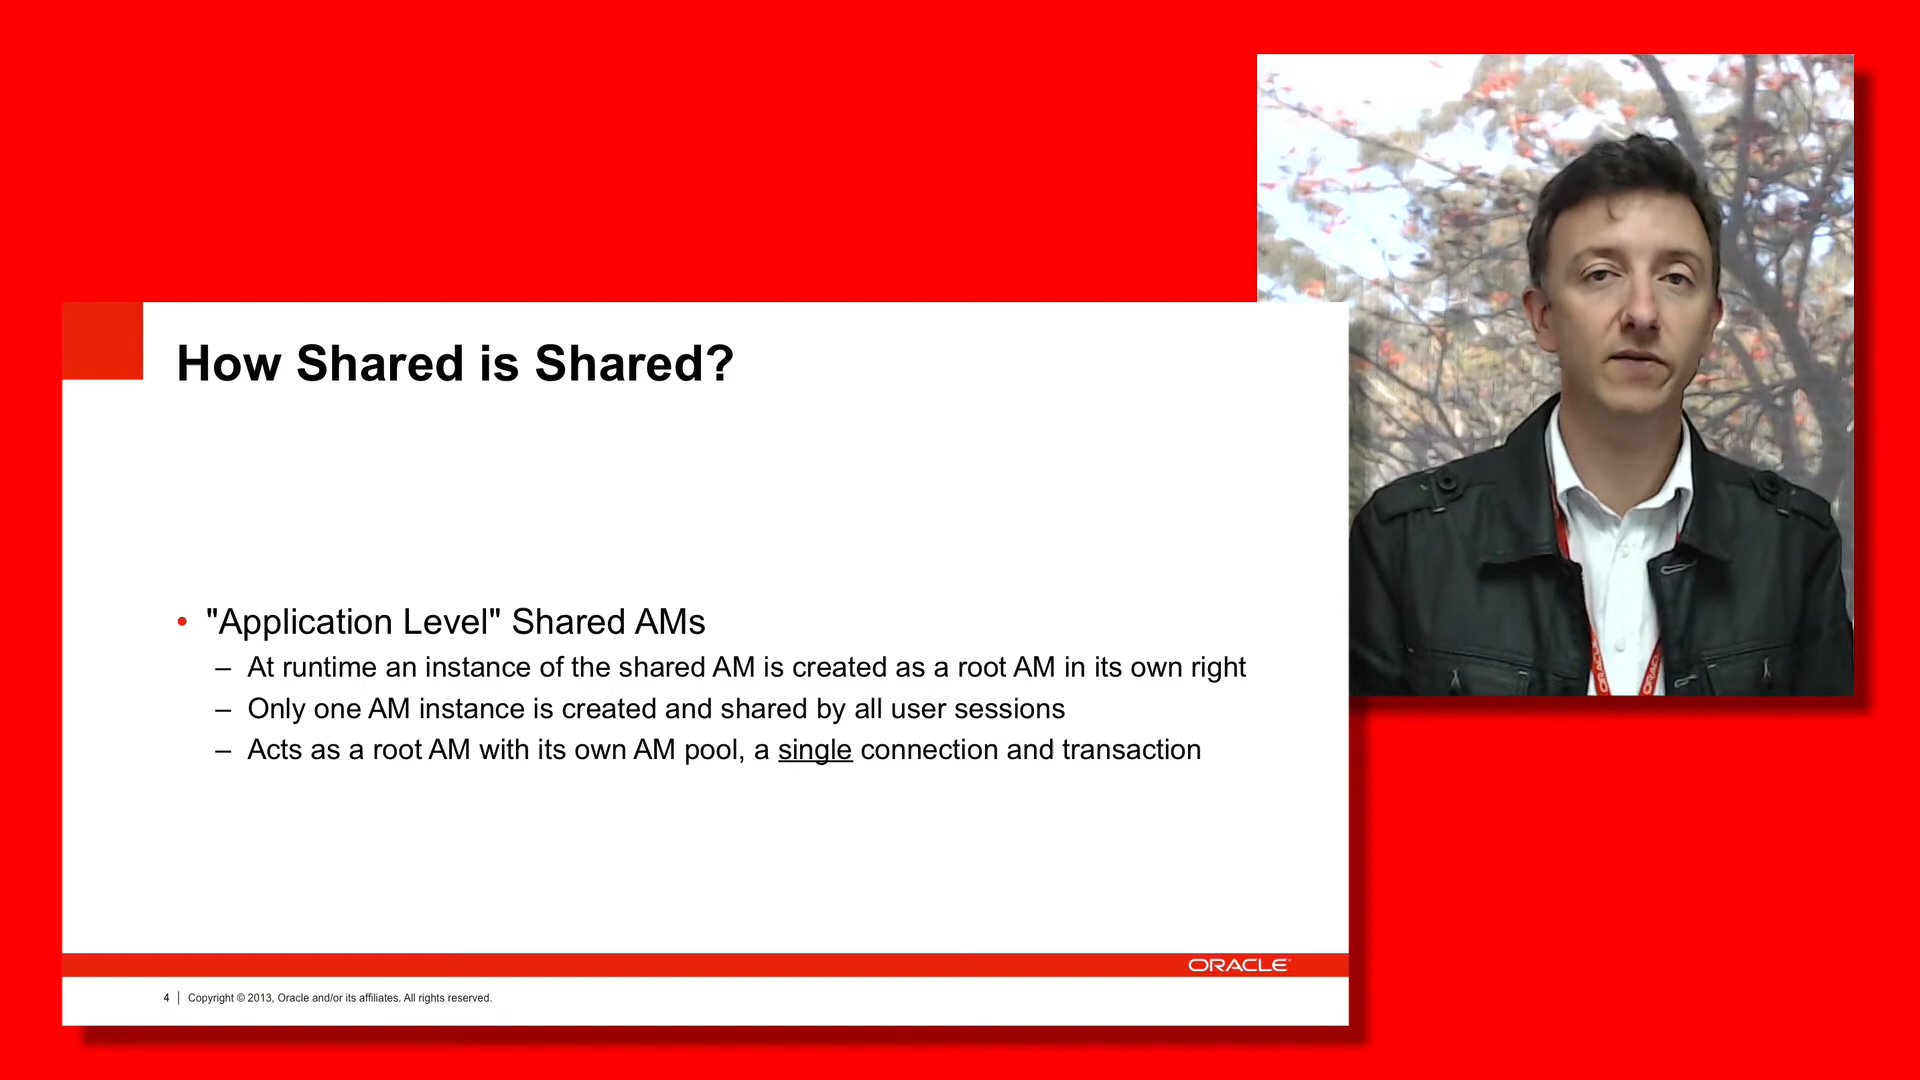 How Shared is Shared?
• "Application Level" Shared AMs
– At runtime an instance of the shared AM is created as a root AM in its own right
– Only one AM instance is created and shared by all user sessions
– Acts as a root AM with its own AM pool, a single connection and transaction
ORACLE
4 | Copyright © 2013, Oracle and/or its affiliates. All rights reserved.
ORACLE